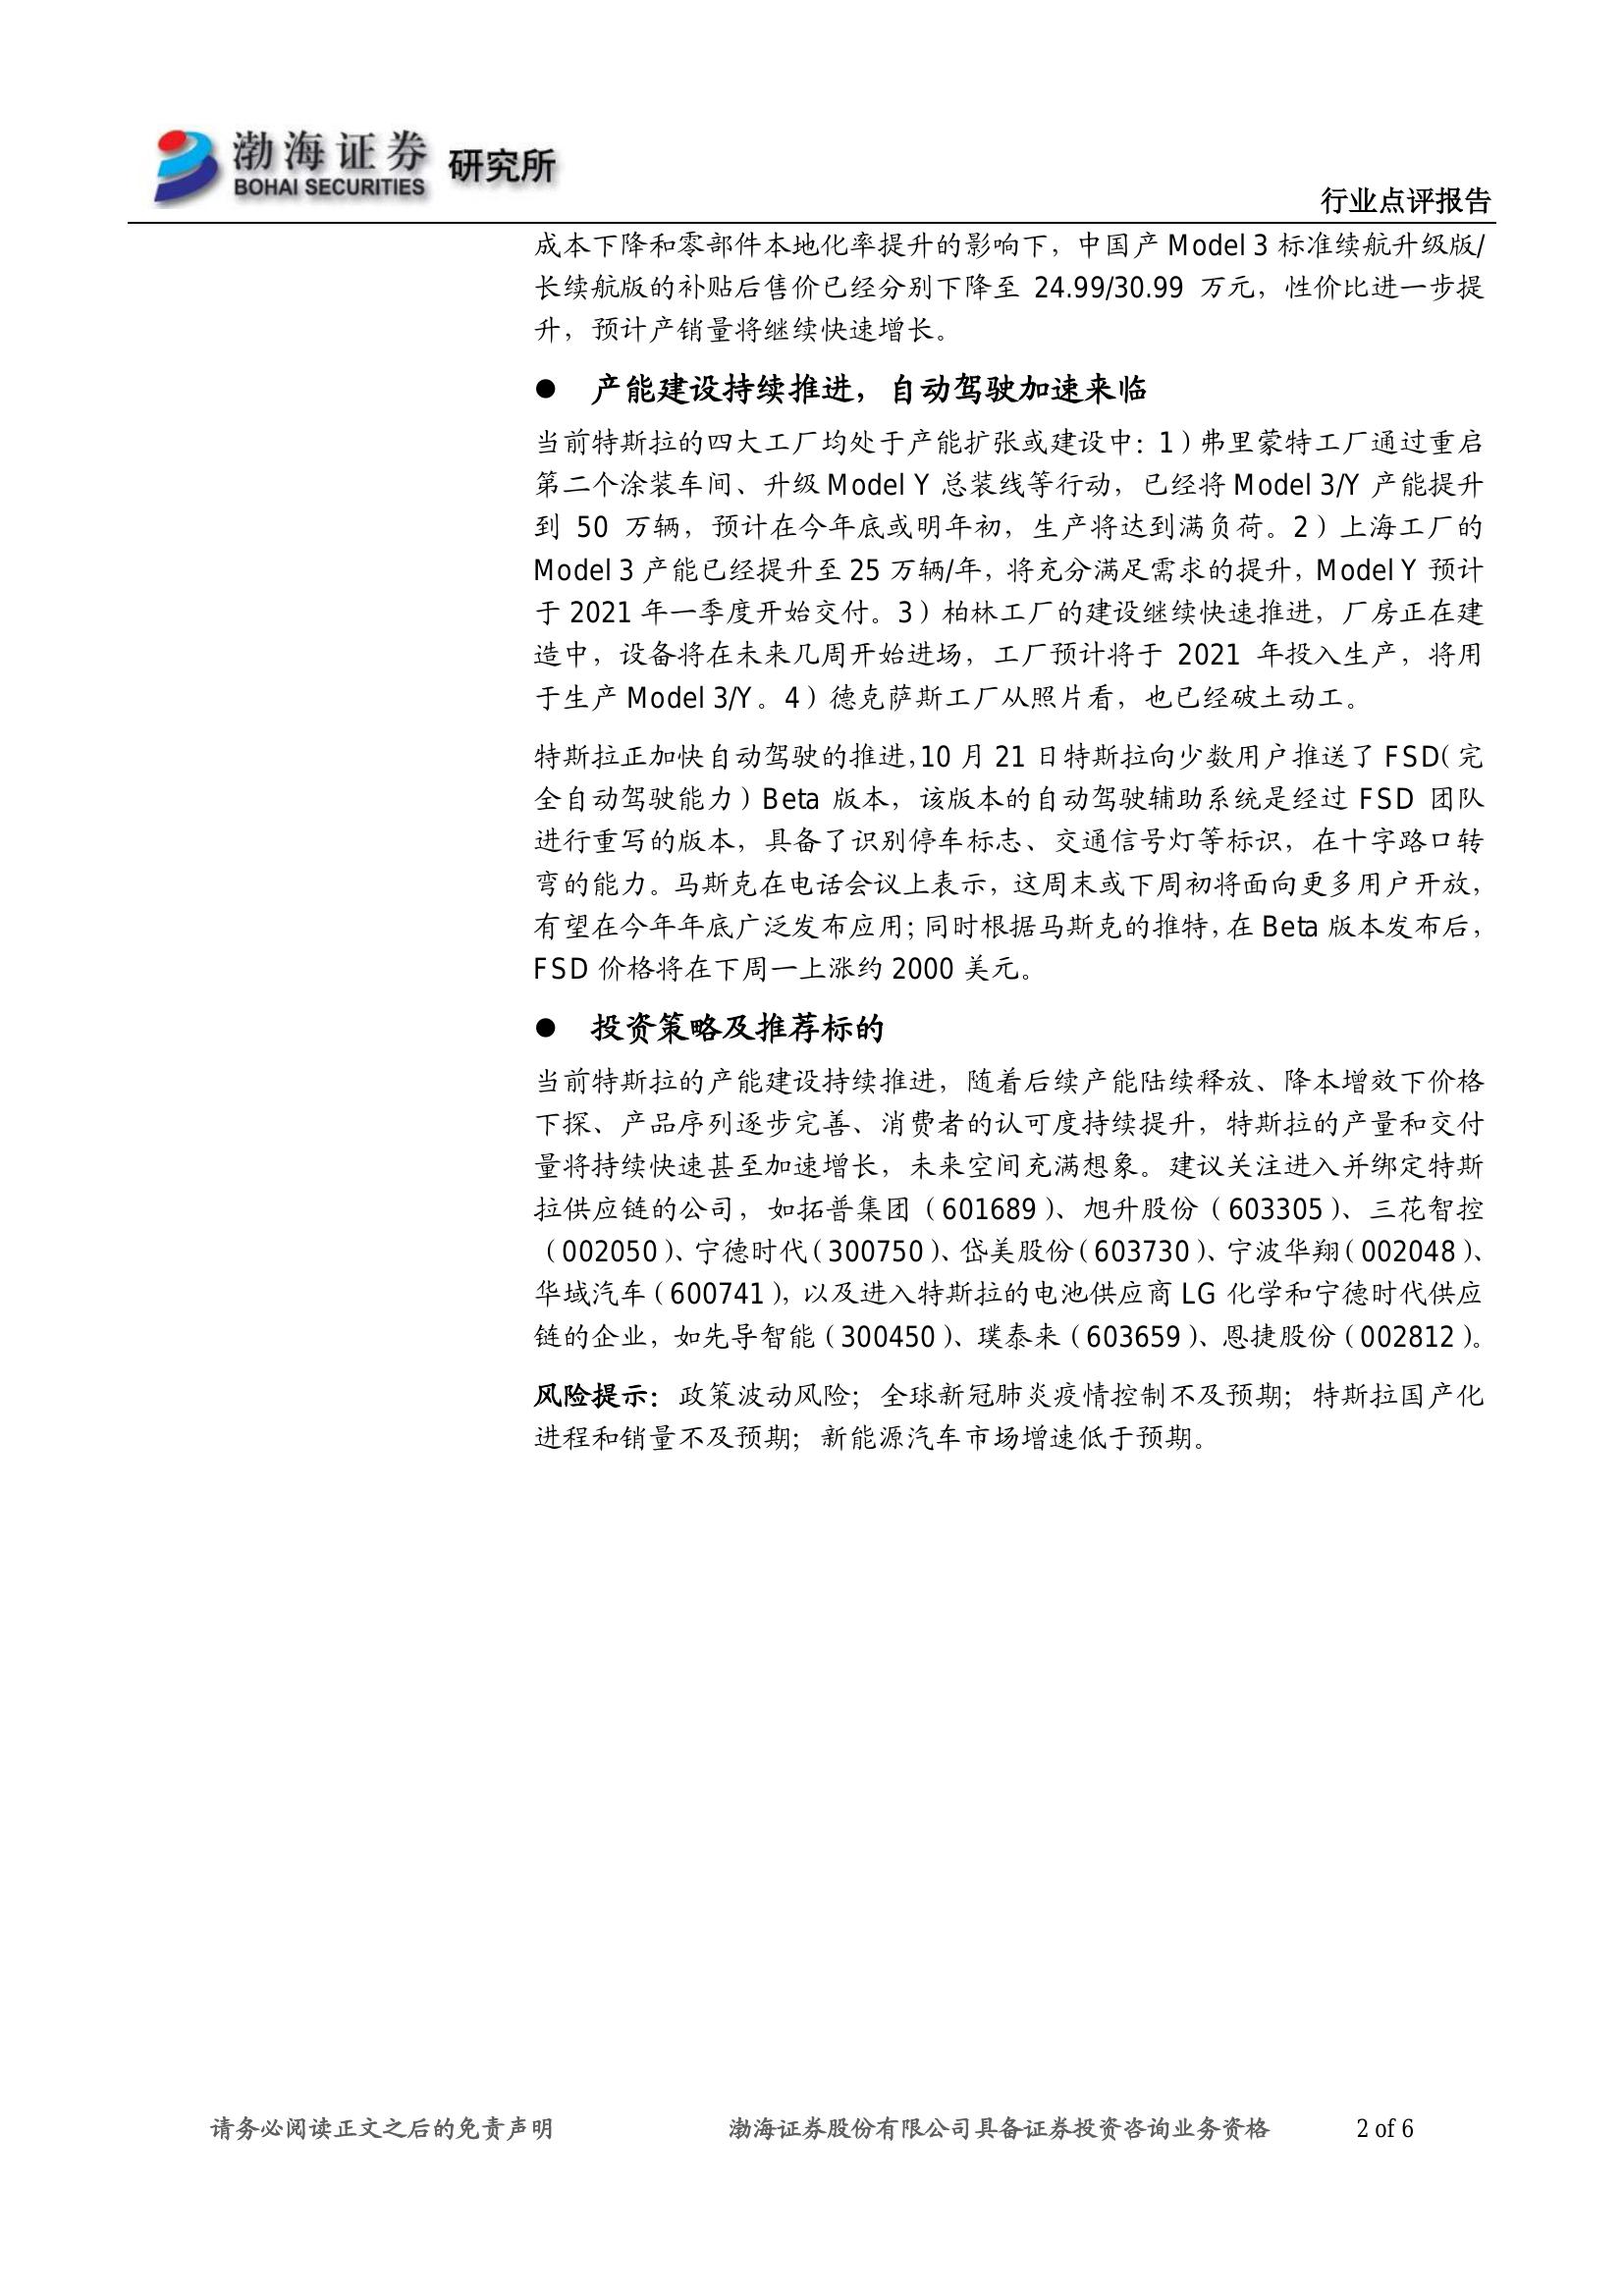 渤海证券 研究所
BOHAI SECURITIES
行业点评报告
成本下降和零部件本地化率提升的影响下，中国产 Model 3 标准续航升级版/
长续航版的补贴后售价已经分别下降至 24.99/30.99 万元，性价比进一步提
升，预计产销量将继续快速增长。
● 产能建设持续推进，自动驾驶加速来临
当前特斯拉的四大工厂均处于产能扩张或建设中：1）弗里蒙特工厂通过重启
第二个涂装车间、升级 Model Y 总装线等行动，已经将 Model 3/Y 产能提升
到 50 万辆，预计在今年底或明年初，生产将达到满负荷。2）上海工厂的
Model 3 产能已经提升至 25 万辆/年，将充分满足需求的提升，Model Y 预计
于 2021 年一季度开始交付。3）柏林工厂的建设继续快速推进，厂房正在建
造中，设备将在未来几周开始进场，工厂预计将于 2021 年投入生产，将用
于生产 Model 3/Y。4）德克萨斯工厂从照片看，也已经破土动工。
特斯拉正加快自动驾驶的推进，10 月 21 日特斯拉向少数用户推送了 FSD（完
全自动驾驶能力）Beta 版本，该版本的自动驾驶辅助系统是经过 FSD 团队
进行重写的版本，具备了识别停车标志、交通信号灯等标识，在十字路口转
弯的能力。马斯克在电话会议上表示，这周末或下周初将面向更多用户开放，
有望在今年年底广泛发布应用；同时根据马斯克的推特，在 Beta 版本发布后，
FSD 价格将在下周一上涨约 2000 美元。
● 投资策略及推荐标的
当前特斯拉的产能建设持续推进，随着后续产能陆续释放、降本增效下价格
下探、产品序列逐步完善、消费者的认可度持续提升，特斯拉的产量和交付
量将持续快速甚至加速增长，未来空间充满想象。建议关注进入并绑定特斯
拉供应链的公司，如拓普集团（601689）、旭升股份（603305）、三花智控
（002050）、宁德时代（300750）、岱美股份（603730）、宁波华翔（002048）、
华域汽车（600741），以及进入特斯拉的电池供应商 LG 化学和宁德时代供应
链的企业，如先导智能（300450）、璞泰来（603659）、恩捷股份（002812）。
风险提示：政策波动风险；全球新冠肺炎疫情控制不及预期；特斯拉国产化
进程和销量不及预期；新能源汽车市场增速低于预期。
请务必阅读正文之后的免责声明 渤海证券股份有限公司具备证券投资咨询业务资格 2 of 6